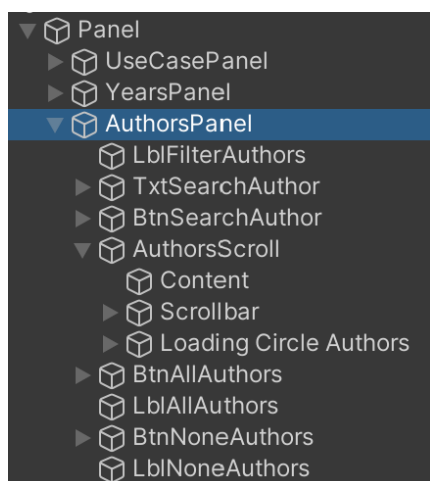 Panel
UseCasePanel
YearsPanel
AuthorsPanel
LblFilterAuthors
TxtSearchAuthor
BtnSearchAuthor
AuthorsScroll
Content
Scrollbar
Loading Circle Authors
BtnAllAuthors
LblAllAuthors
BtnNoneAuthors
LblNoneAuthors